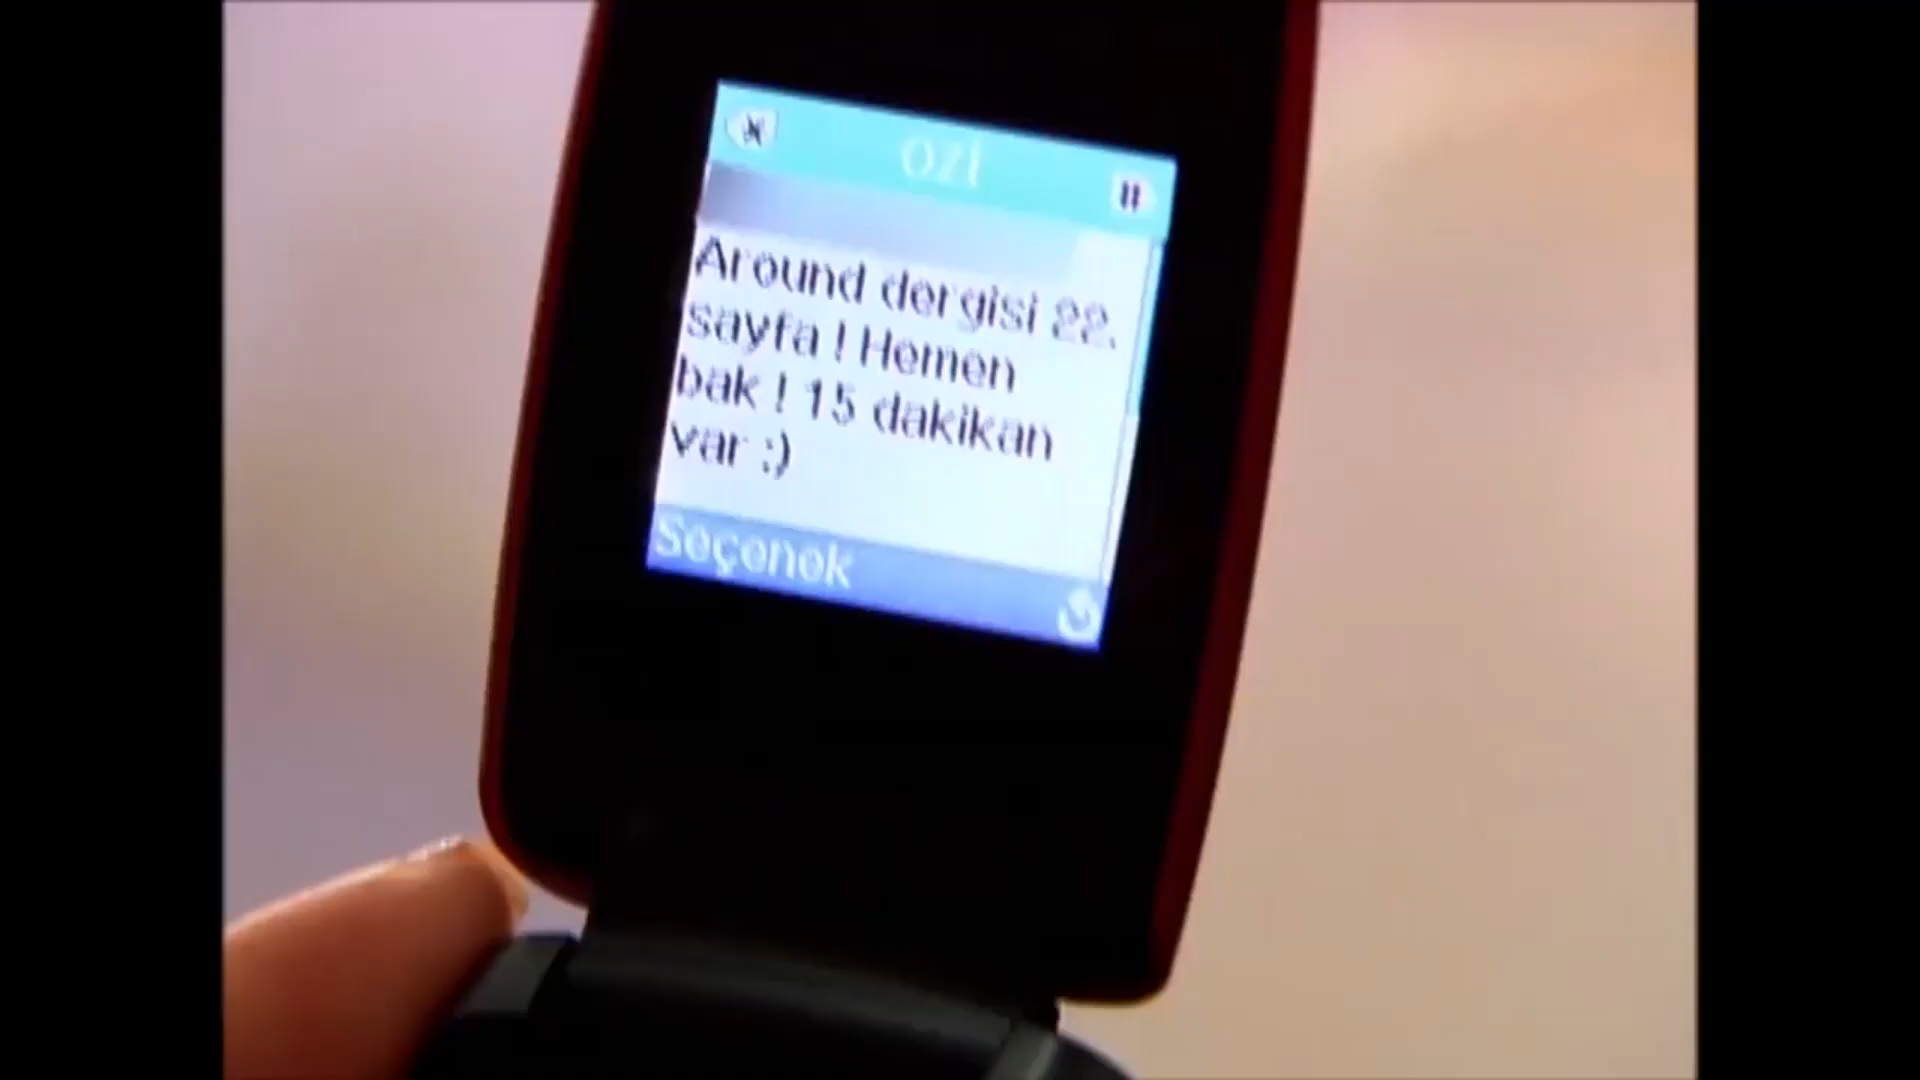 ozi
Around dergisi 22.
sayfa ! Hemen
bak ! 15 dakikan
var :)
Seçenek